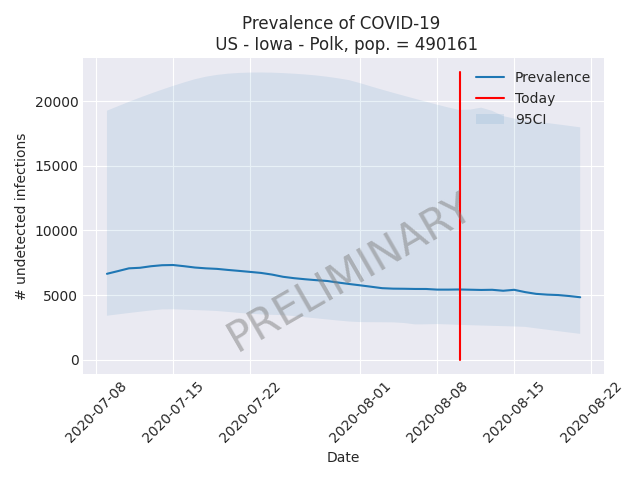 Prevalence of COVID-19
US - Iowa - Polk, pop. = 490161
Prevalence
Today
95CI
# undetected infections
20000
15000
10000
5000
0
PRELIMINARY
2020-07-08
2020-07-15
2020-07-22
2020-08-01
2020-08-08
2020-08-15
2020-08-22
Date